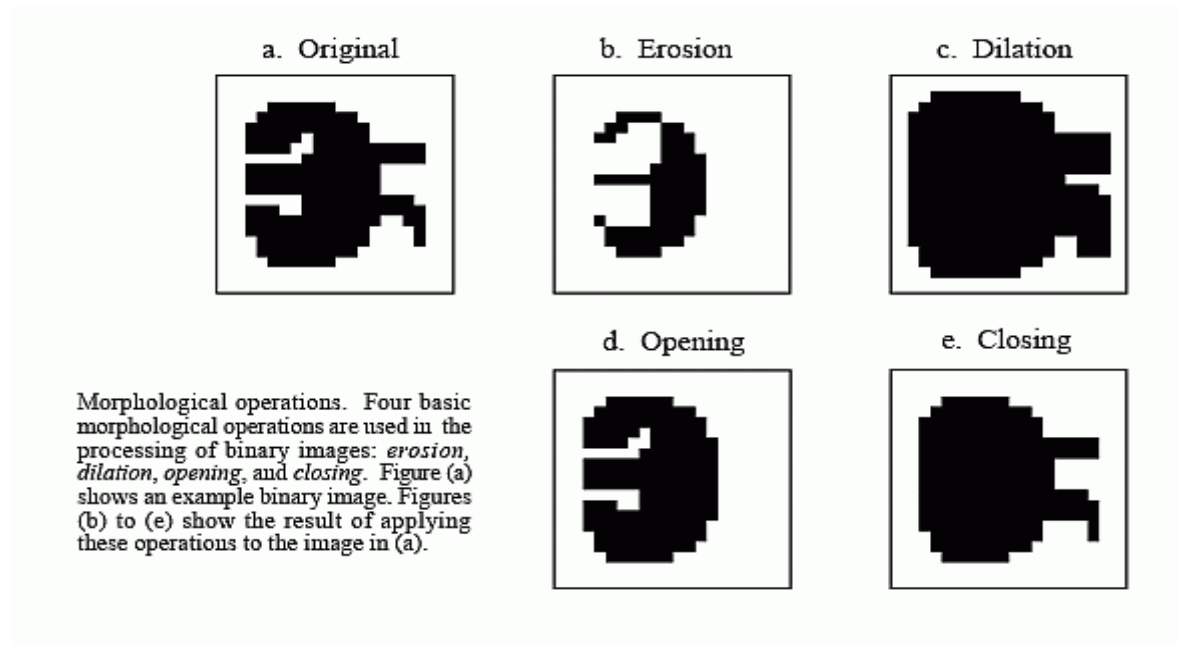 a. Original
b. Erosion
c. Dilation
d. Opening
e. Closing
Morphological operations. Four basic
morphological operations are used in the
processing of binary images: erosion,
dilation, opening, and closing. Figure (a)
shows an example binary image. Figures
(b) to (e) show the result of applying
these operations to the image in (a).